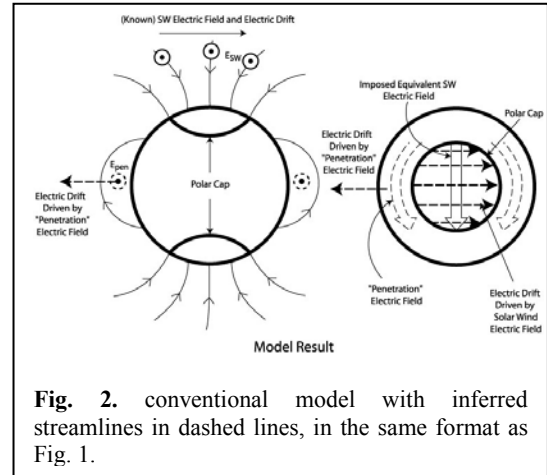 (Known) SW Electric Field and Electric Drift
E_SW
Imposed Equivalent SW
Electric Field
Polar Cap
E_pen
Electric Drift
Driven by
"Penetration"
Electric Field
Polar Cap
Electric Drift
Driven by
"Penetration"
Electric Field
"Penetration"
Electric Field
Electric Drift
Driven by
Solar Wind
Electric Field
Model Result
Fig. 2. conventional model with inferred
streamlines in dashed lines, in the same format as
Fig. 1.